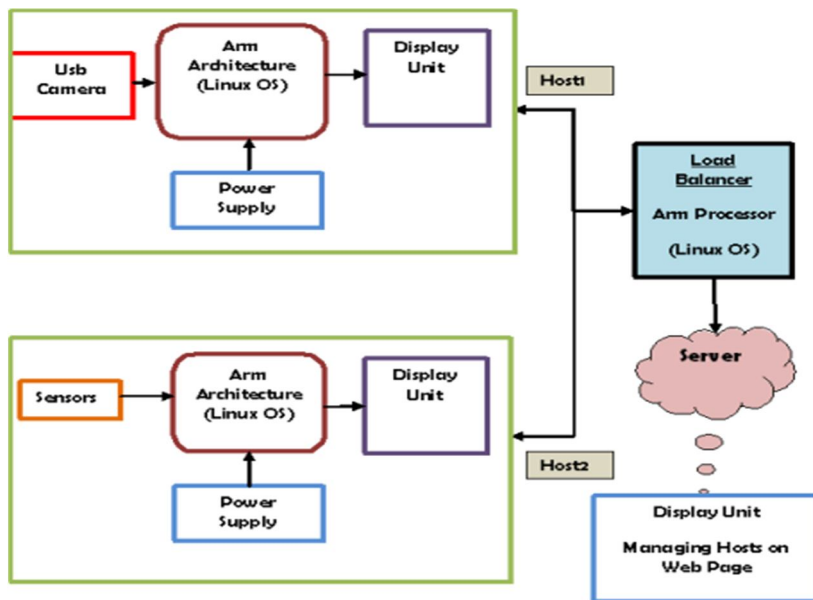 Usb
Camera
Arm
Architecture
(Linux OS)
Display
Unit
Power
Supply
Host1
Load
Balancer
Arm Processor
(Linux OS)
Server
Sensors
Arm
Architecture
(Linux OS)
Display
Unit
Power
Supply
Host2
Display Unit
Managing Hosts on
Web Page